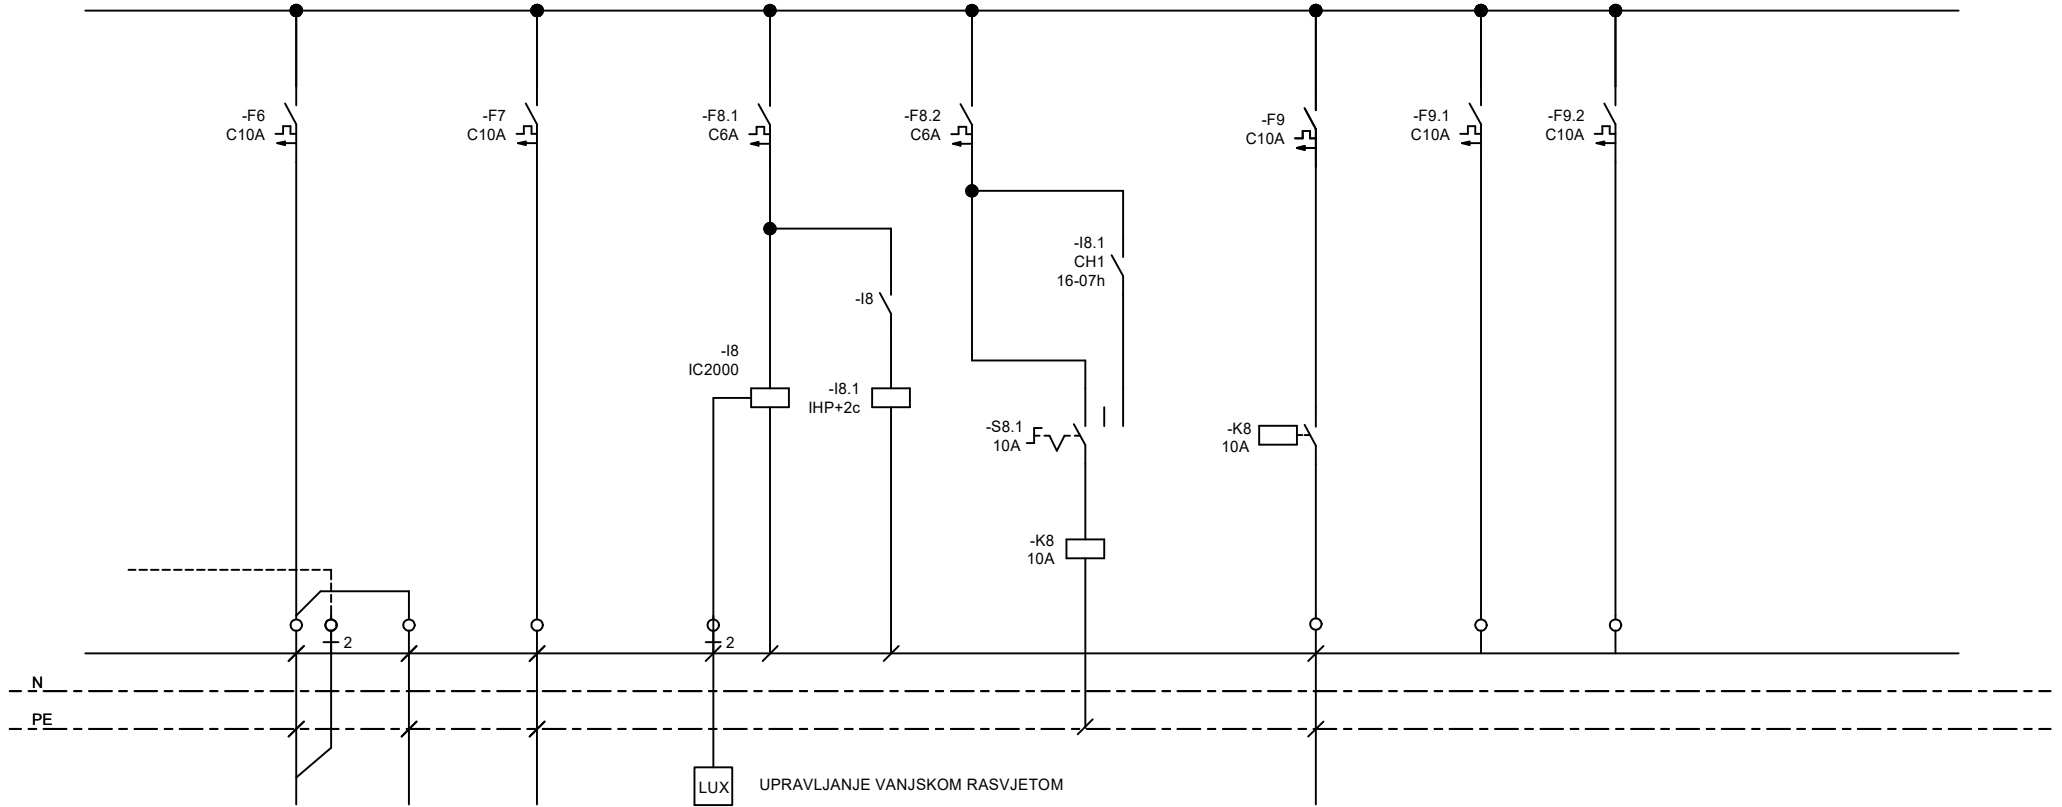 -F6
C10A
-F7
C10A
-F8.1
C6A
-F8.2
C6A
-F9
C10A
-F9.1
C10A
-F9.2
C10A
-I8.1
CH1
16-07h
-I8
-I8
IC2000
-I8.1
IHP+2c
-S8.1
10A
-K8
10A
-K8
10A
2
2
N
PE
LUX
UPRAVLJANJE VANJSKOM RASVJETOM